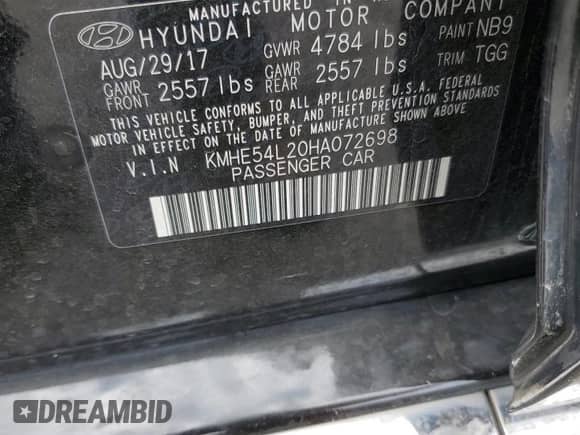 MANUFACTURED IN
HYUNDAI MOTOR COMPANY
AUG/29/17 GVWR 4784 lbs PAINT NB9
GAWR FRONT 2557 lbs GAWR REAR 2557 lbs TRIM TGG
THIS VEHICLE CONFORMS TO ALL APPLICABLE U.S.A. FEDERAL
MOTOR VEHICLE SAFETY, BUMPER, AND THEFT PREVENTION STANDARDS
IN EFFECT ON THE DATE OF MANUFACTURE SHOWN ABOVE.
V.I.N KMHE54L20HA072698
PASSENGER CAR
DREAMBID